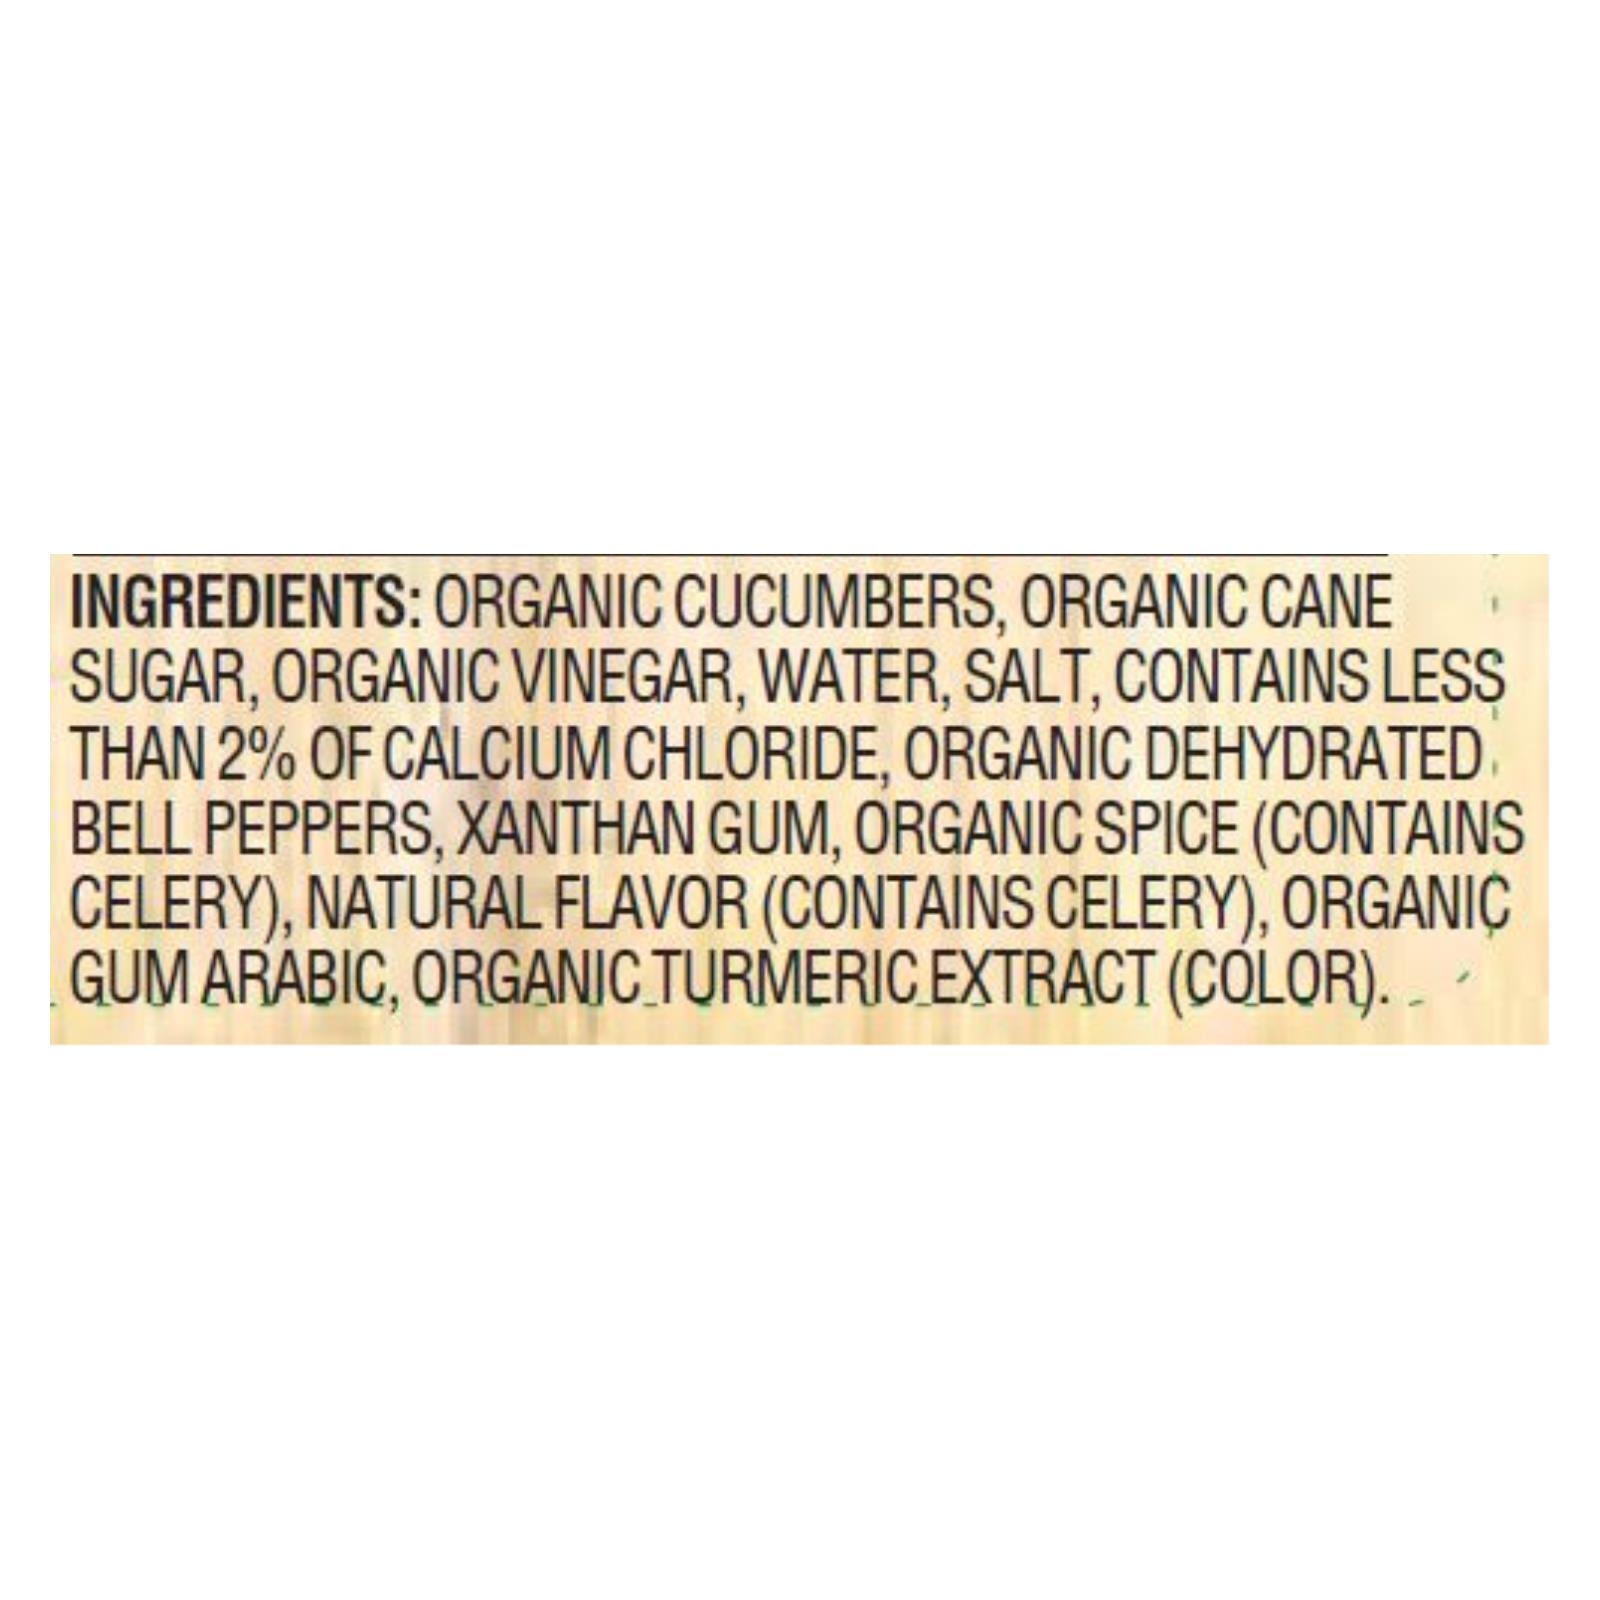 INGREDIENTS: ORGANIC CUCUMBERS, ORGANIC CANE
SUGAR, ORGANIC VINEGAR, WATER, SALT, CONTAINS LESS
THAN 2% OF CALCIUM CHLORIDE, ORGANIC DEHYDRATED
BELL PEPPERS, XANTHAN GUM, ORGANIC SPICE (CONTAINS
CELERY), NATURAL FLAVOR (CONTAINS CELERY), ORGANIC
GUM ARABIC, ORGANIC TURMERIC EXTRACT (COLOR).